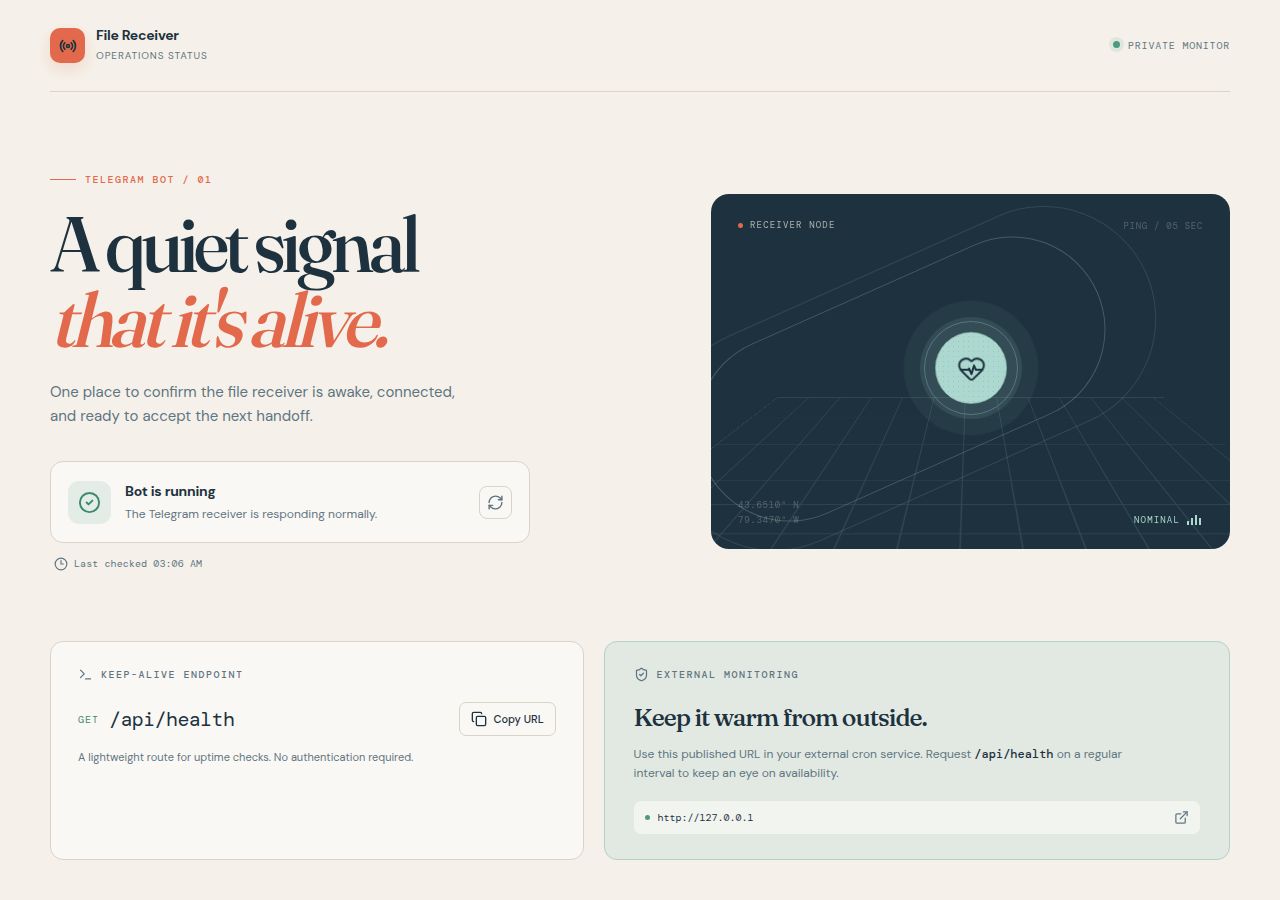 File Receiver
OPERATIONS STATUS
PRIVATE MONITOR
TELEGRAM BOT / 01
A quiet signal
that it's alive.
One place to confirm the file receiver is awake, connected,
and ready to accept the next handoff.
Bot is running
The Telegram receiver is responding normally.
Last checked 03:06 AM
RECEIVER NODE
PING / 05 SEC
43.6510° N
79.3470° W
NOMINAL
KEEP-ALIVE ENDPOINT
GET /api/health
Copy URL
A lightweight route for uptime checks. No authentication required.
EXTERNAL MONITORING
Keep it warm from outside.
Use this published URL in your external cron service. Request /api/health on a regular
interval to keep an eye on availability.
http://127.0.0.1